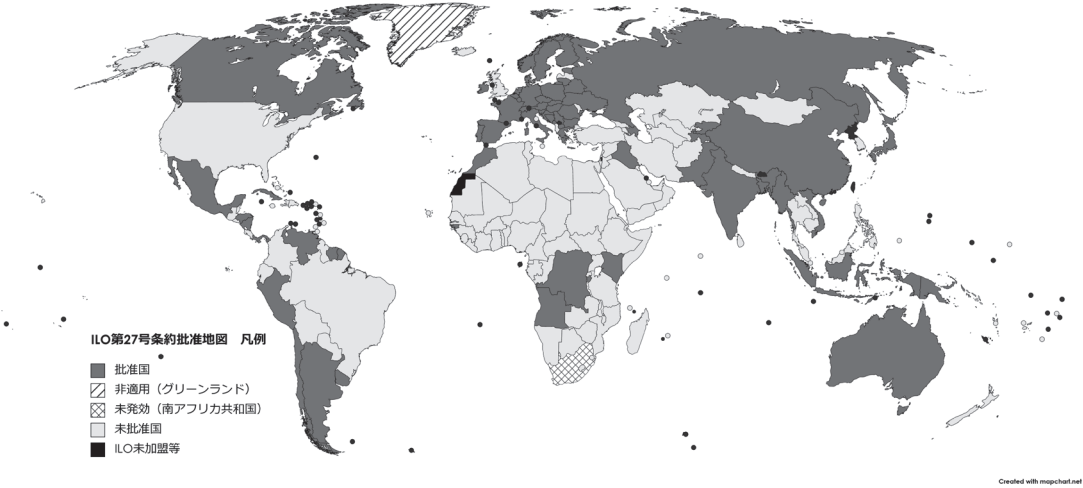 ILO第27号条約批准地図　凡例
批准国
非適用（グリーンランド）
未発効（南アフリカ共和国）
未批准国
ILO未加盟等
Created with mapchart.net